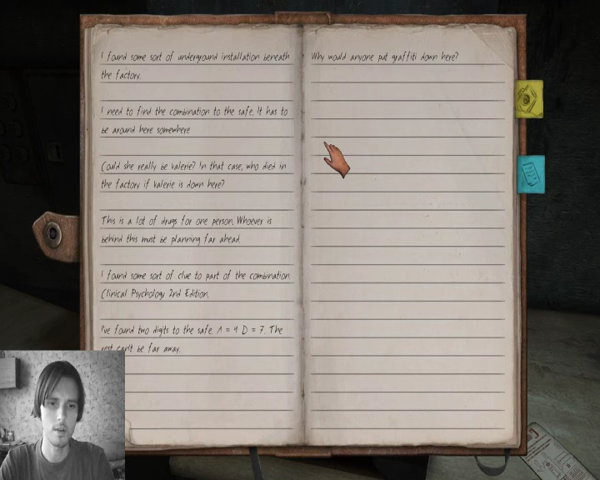 I found some sort of underground installation beneath
the factory.
I need to find the combination to the safe. It has to
be around here somewhere
Could she really be Valerie? In that case, who died in
the factory if Valerie is down here?
This is a lot of drugs for one person. Whoever is
behind this must be planning far ahead.
I found some sort of clue to part of the combination.
Clinical Psychology 2nd Edition.
I've found two digits to the safe. A = 4 D = 7. The
rest can't be far away.
Why would anyone put graffiti down here?